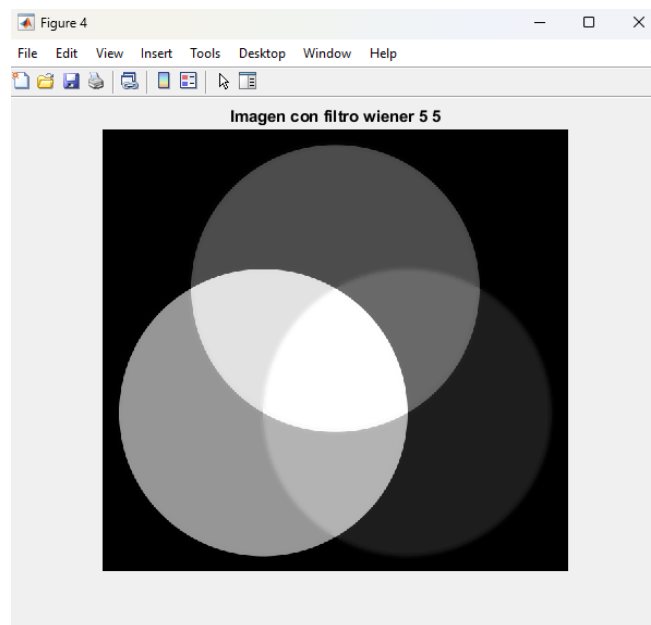 Figure 4
File Edit View Insert Tools Desktop Window Help
Imagen con filtro wiener 5 5